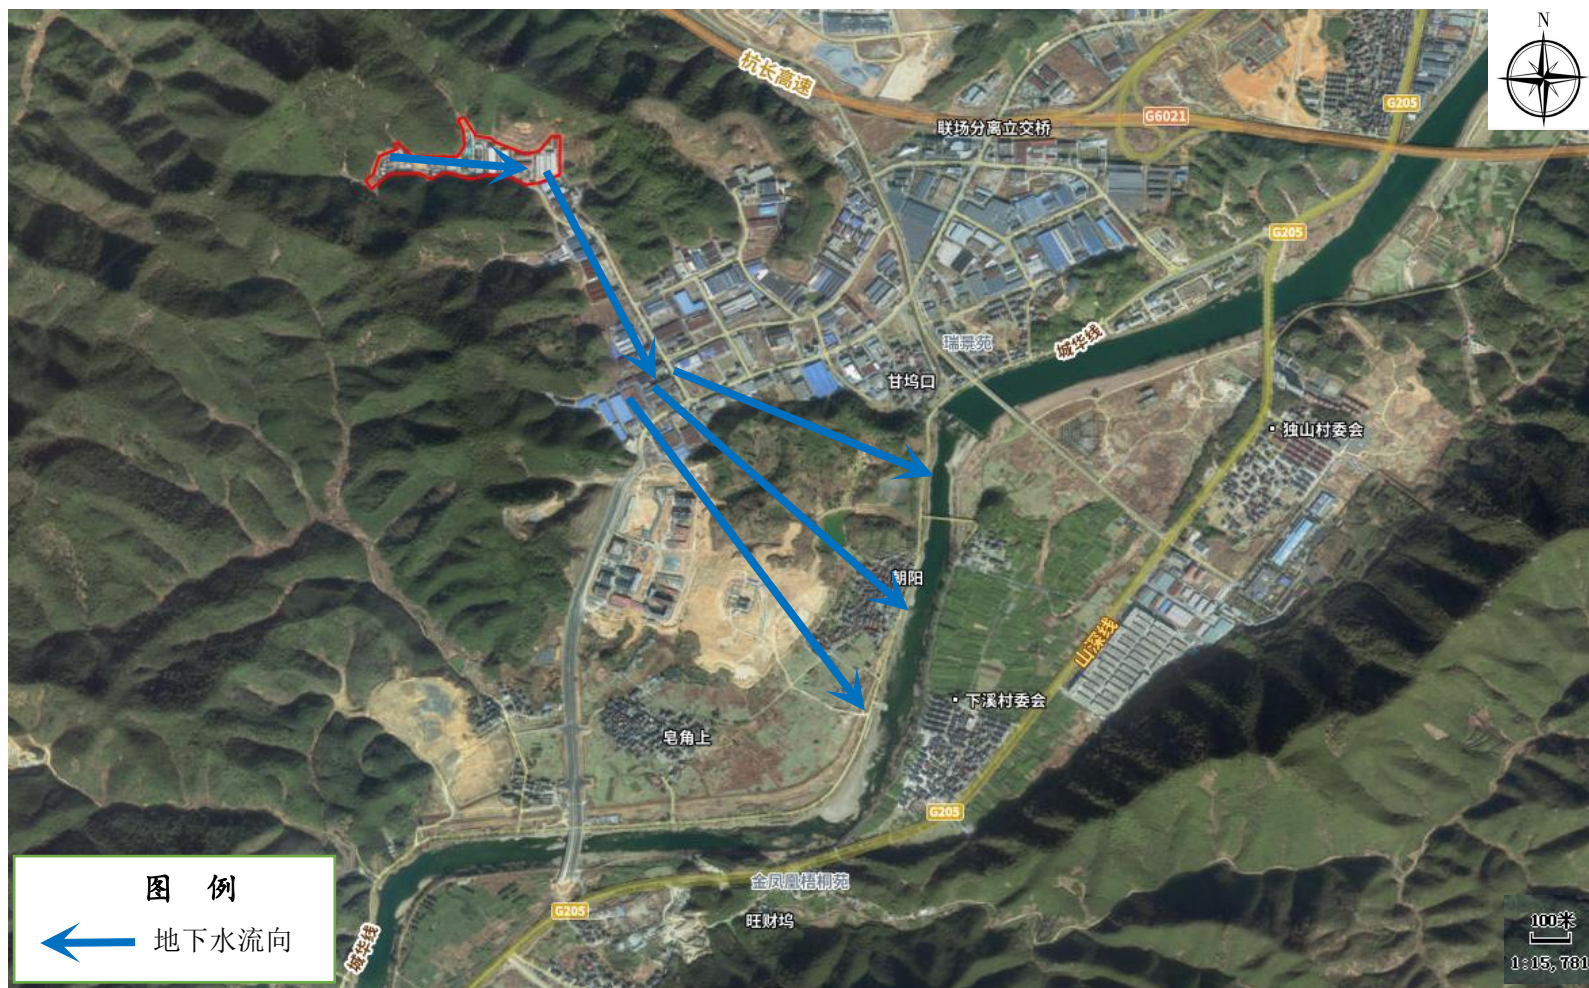 N
杭长高速
G205
G6021
联场分离立交桥
G205
瑞景苑
城华线
甘坞口
独山村委会
朝阳
山深线
下溪村委会
皂角上
G205
金凤凰梧桐苑
G205
旺财坞
城华线
图 例
地下水流向
100米
1:15,781